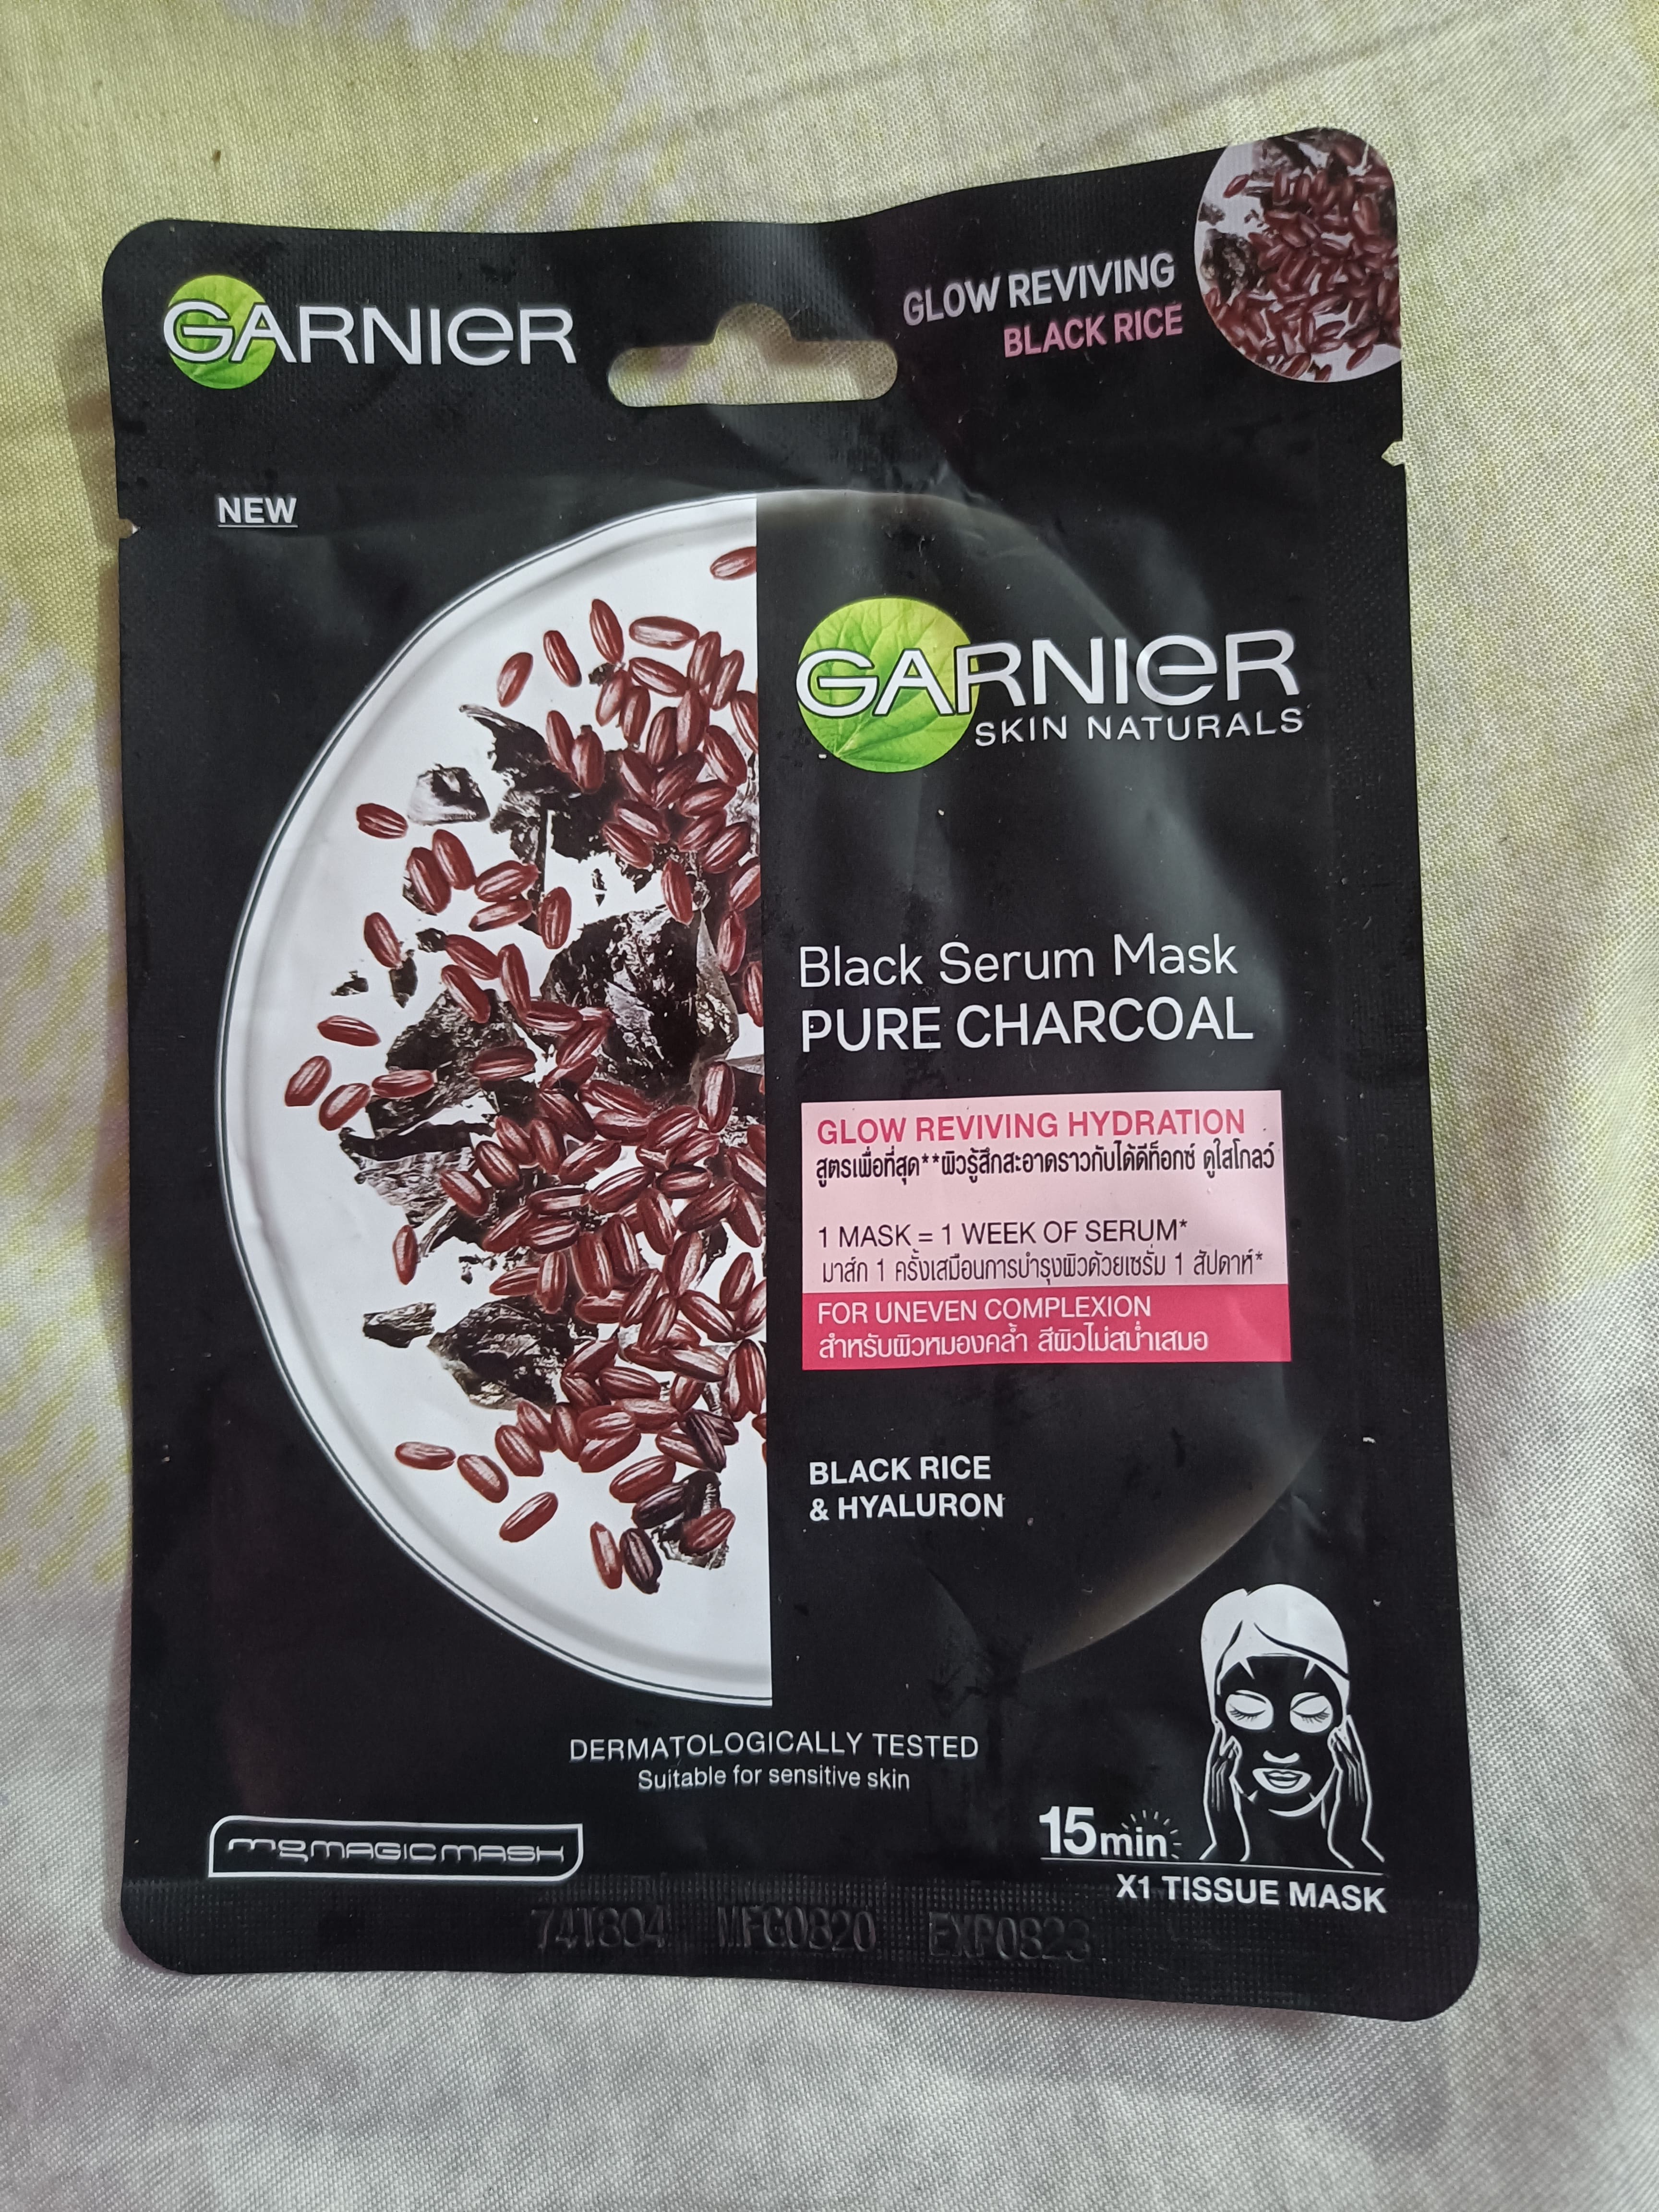 GARNIER
GLOW REVIVING
BLACK RICE
NEW
GARNIER
SKIN NATURALS
Black Serum Mask
PURE CHARCOAL
GLOW REVIVING HYDRATION
สูตรเพื่อที่สุด**ผิวรู้สึกสะอาดราวกับได้ดีท็อกซ์ ดูใสโกลว์
1 MASK = 1 WEEK OF SERUM*
มาส์ก 1 ครั้งเสมือนการบำรุงผิวด้วยเซรั่ม 1 สัปดาห์*
FOR UNEVEN COMPLEXION
สำหรับผิวหมองคล้ำ สีผิวไม่สม่ำเสมอ
BLACK RICE
& HYALURON
DERMATOLOGICALLY TESTED
Suitable for sensitive skin
mg MAGIC MASK
15min
X1 TISSUE MASK
74T804 MFG0820 EXP0823